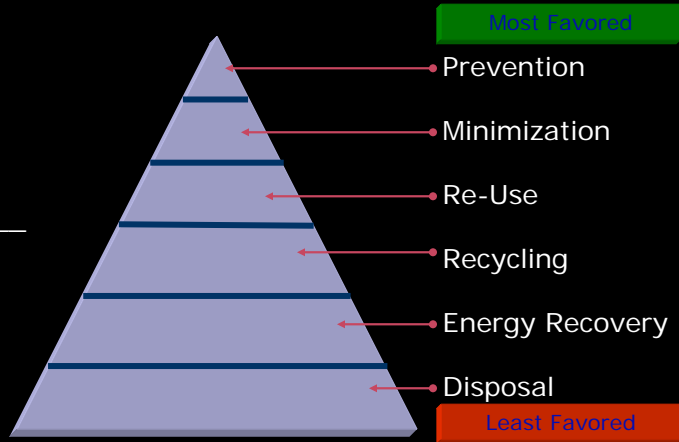 Most Favored
Prevention
Minimization
Re-Use
Recycling
Energy Recovery
Disposal
Least Favored